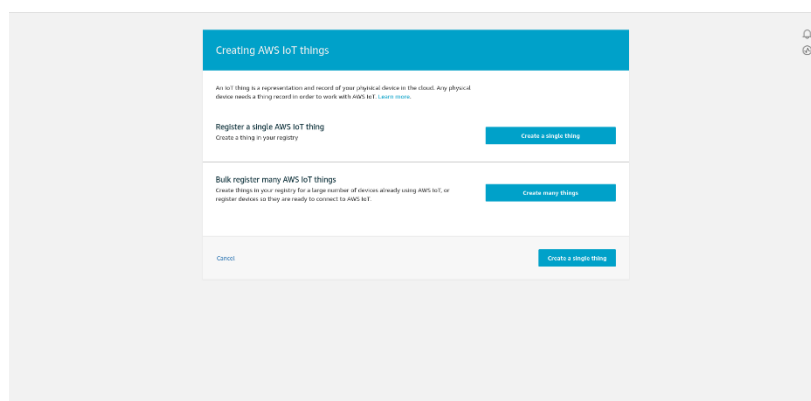 Creating AWS IoT things
An IoT thing is a representation and record of your physical device in the cloud. Any physical
device needs a thing record in order to work with AWS IoT. Learn more.
Register a single AWS IoT thing
Create a thing in your registry
Create a single thing
Bulk register many AWS IoT things
Create things in your registry for a large number of devices already using AWS IoT, or
register devices so they are ready to connect to AWS IoT.
Create many things
Cancel
Create a single thing